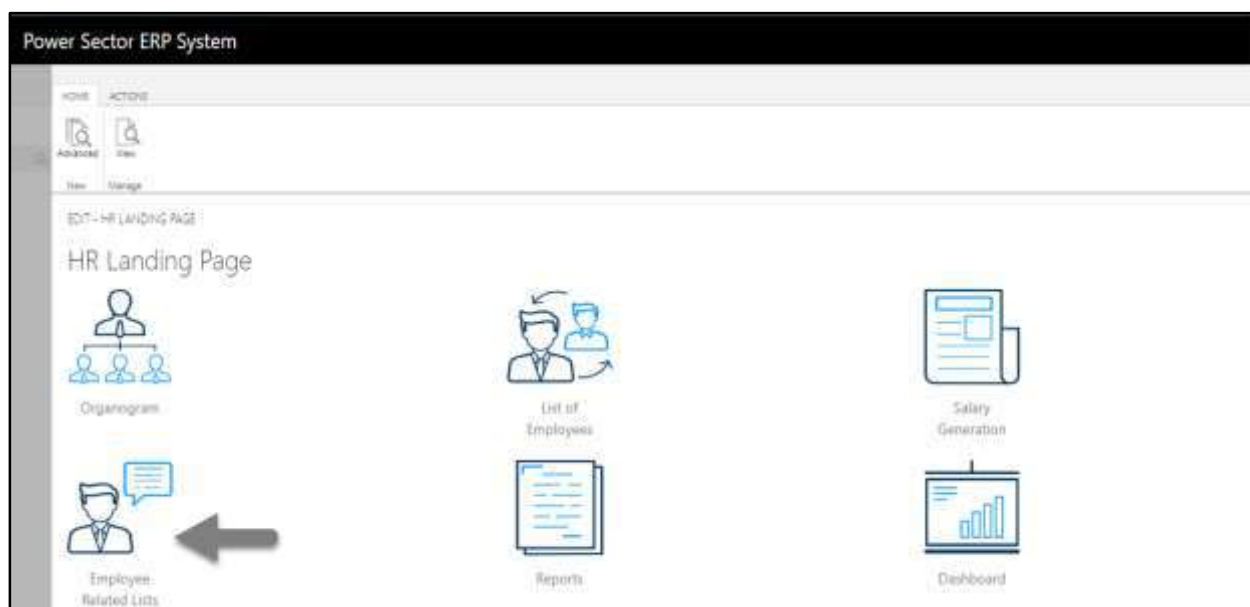 Power Sector ERP System
HOME ACTIONS
Advanced View
New Manage
EDIT - HR LANDING PAGE
HR Landing Page
Organogram
List of
Employees
Salary
Generation
Employee
Related Lists
Reports
Dashboard